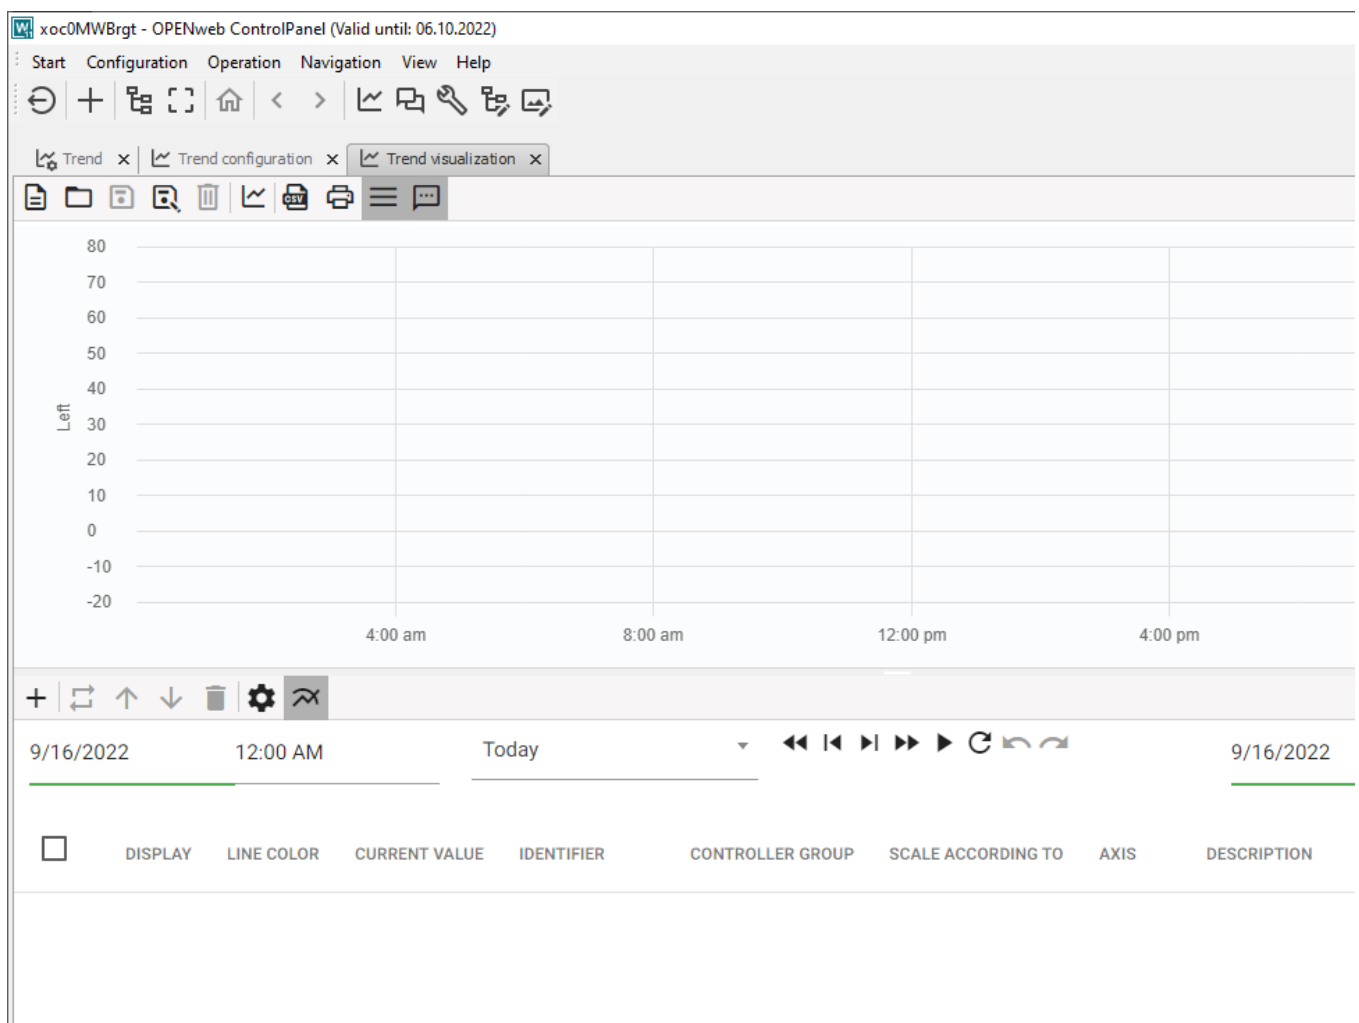 xoc0MWBrgt - OPENweb ControlPanel (Valid until: 06.10.2022)
Start Configuration Operation Navigation View Help
Trend Trend configuration Trend visualization
CSV
80
70
60
50
40
Left
30
20
10
0
-10
-20
4:00 am 8:00 am 12:00 pm 4:00 pm
9/16/2022 12:00 AM Today 9/16/2022
DISPLAY LINE COLOR CURRENT VALUE IDENTIFIER CONTROLLER GROUP SCALE ACCORDING TO AXIS DESCRIPTION